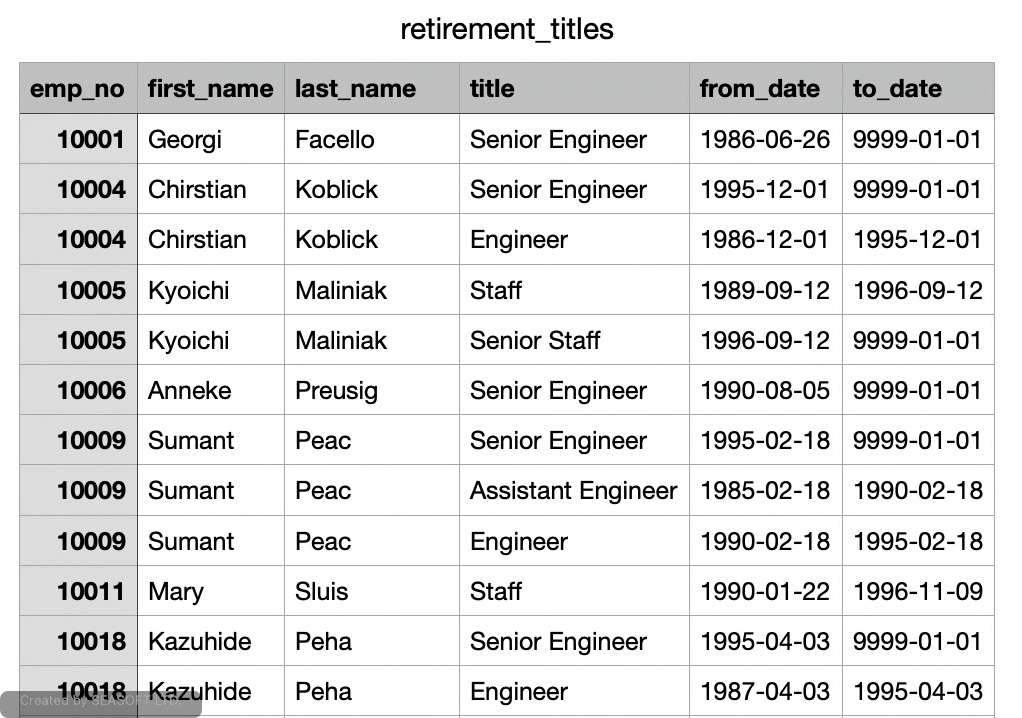 retirement_titles
emp_no first_name last_name title from_date to_date
10001 Georgi Facello Senior Engineer 1986-06-26 9999-01-01
10004 Chirstian Koblick Senior Engineer 1995-12-01 9999-01-01
10004 Chirstian Koblick Engineer 1986-12-01 1995-12-01
10005 Kyoichi Maliniak Staff 1989-09-12 1996-09-12
10005 Kyoichi Maliniak Senior Staff 1996-09-12 9999-01-01
10006 Anneke Preusig Senior Engineer 1990-08-05 9999-01-01
10009 Sumant Peac Senior Engineer 1995-02-18 9999-01-01
10009 Sumant Peac Assistant Engineer 1985-02-18 1990-02-18
10009 Sumant Peac Engineer 1990-02-18 1995-02-18
10011 Mary Sluis Staff 1990-01-22 1996-11-09
10018 Kazuhide Peha Senior Engineer 1995-04-03 9999-01-01
10018 Kazuhide Peha Engineer 1987-04-03 1995-04-03
Created by SEASOFT LTD.